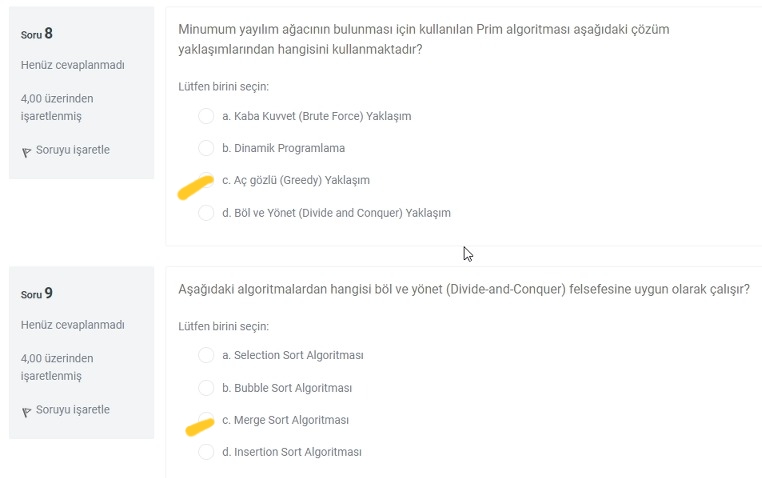 Soru 8
Henüz cevaplanmadı
4,00 üzerinden
işaretlenmiş
Soruyu işaretle
Minumum yayılım ağacının bulunması için kullanılan Prim algoritması aşağıdaki çözüm
yaklaşımlarından hangisini kullanmaktadır?
Lütfen birini seçin:
a. Kaba Kuvvet (Brute Force) Yaklaşım
b. Dinamik Programlama
c. Aç gözlü (Greedy) Yaklaşım
d. Böl ve Yönet (Divide and Conquer) Yaklaşım
Soru 9
Henüz cevaplanmadı
4,00 üzerinden
işaretlenmiş
Soruyu işaretle
Aşağıdaki algoritmalardan hangisi böl ve yönet (Divide-and-Conquer) felsefesine uygun olarak çalışır?
Lütfen birini seçin:
a. Selection Sort Algoritması
b. Bubble Sort Algoritması
c. Merge Sort Algoritması
d. Insertion Sort Algoritması